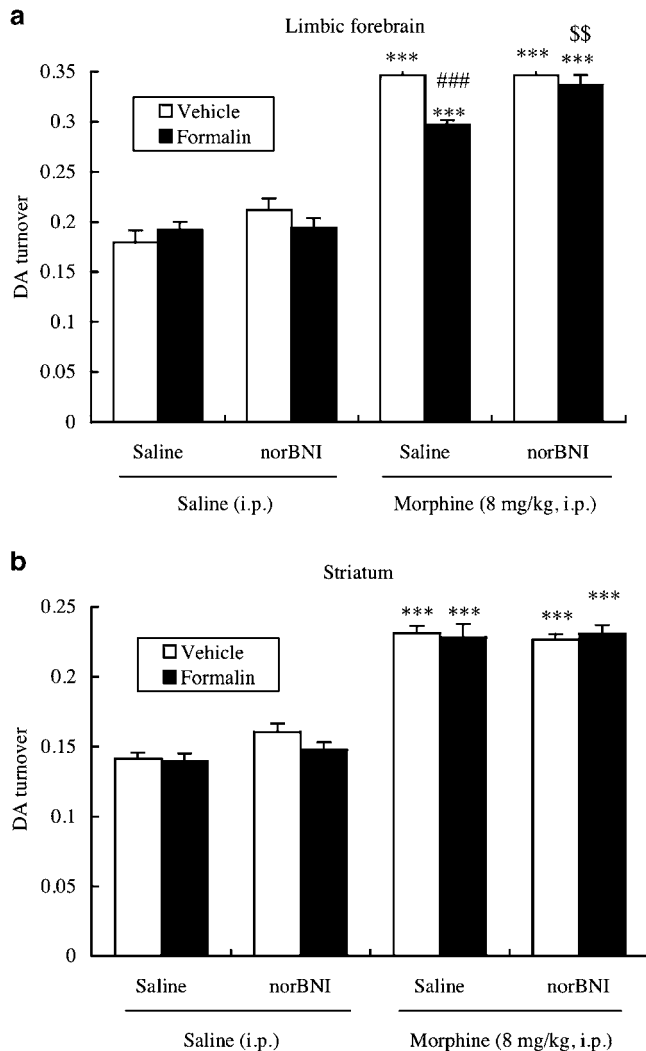 a
Limbic forebrain
$$
*** *** ***
###
***
0.35
Vehicle
Formalin
0.3
0.25
0.2
0.15
0.1
0.05
0
DA turnover
Saline norBNI Saline norBNI
Saline (i.p.) Morphine (8 mg/kg, i.p.)
b
Striatum
0.25
*** *** *** ***
Vehicle
Formalin
0.2
0.15
0.1
0.05
0
DA turnover
Saline norBNI Saline norBNI
Saline (i.p.) Morphine (8 mg/kg, i.p.)